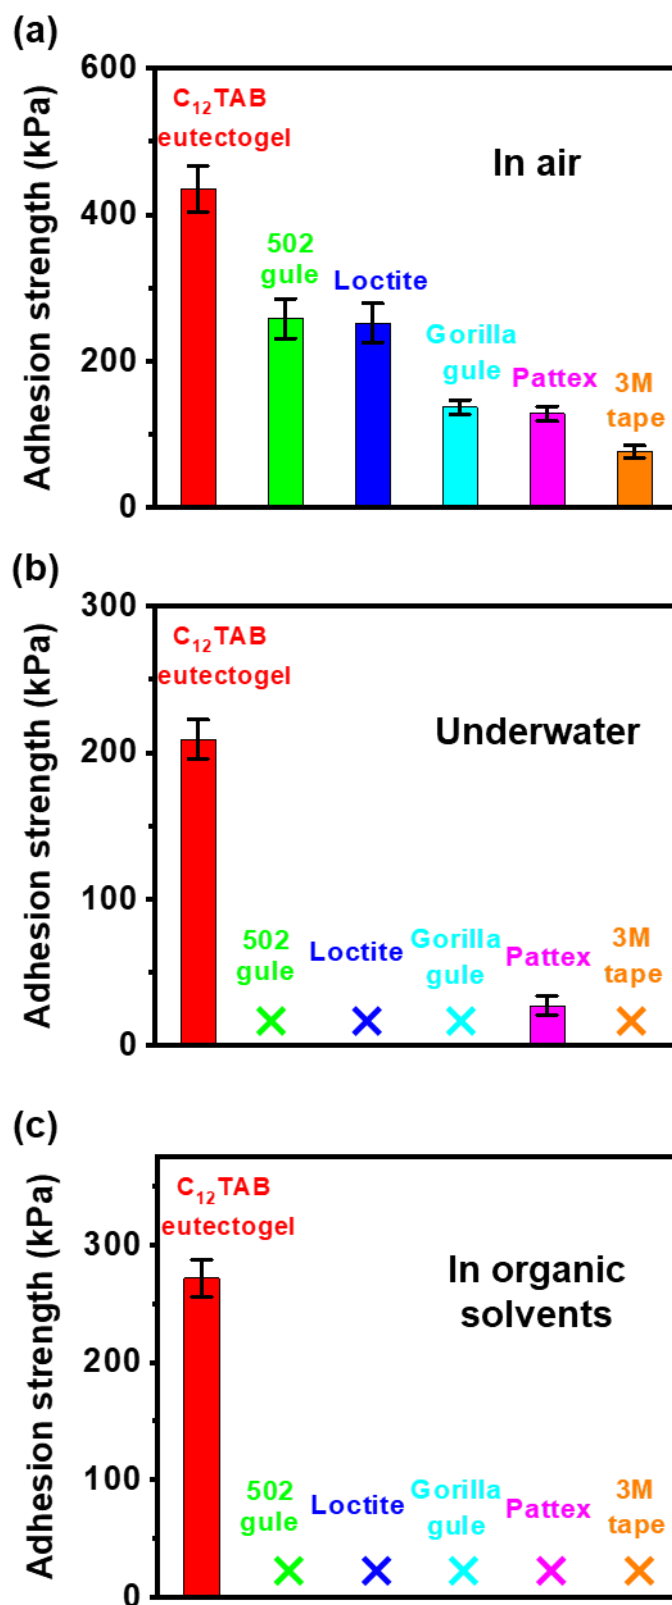 (a)
Adhesion strength (kPa)
600
400
200
0
C₁₂TAB
eutectogel
In air
502
gule
Loctite
Gorilla
gule
Pattex
3M
tape
(b)
Adhesion strength (kPa)
300
200
100
0
C₁₂TAB
eutectogel
Underwater
502
gule
Loctite
Gorilla
gule
Pattex
3M
tape
(c)
Adhesion strength (kPa)
300
200
100
0
C₁₂TAB
eutectogel
In organic
solvents
502
gule
Loctite
Gorilla
gule
Pattex
3M
tape